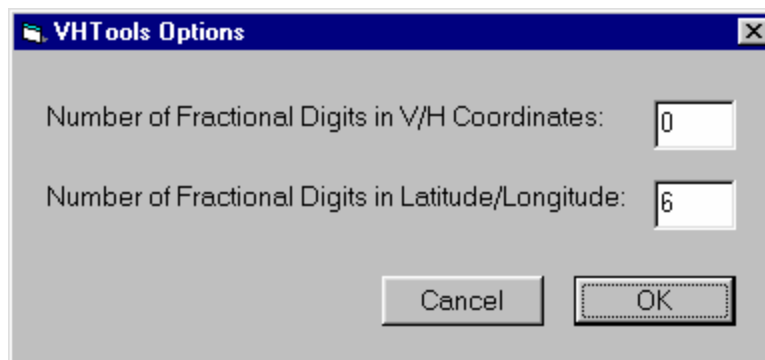 VHTools Options
Number of Fractional Digits in V/H Coordinates: 0
Number of Fractional Digits in Latitude/Longitude: 6
Cancel OK